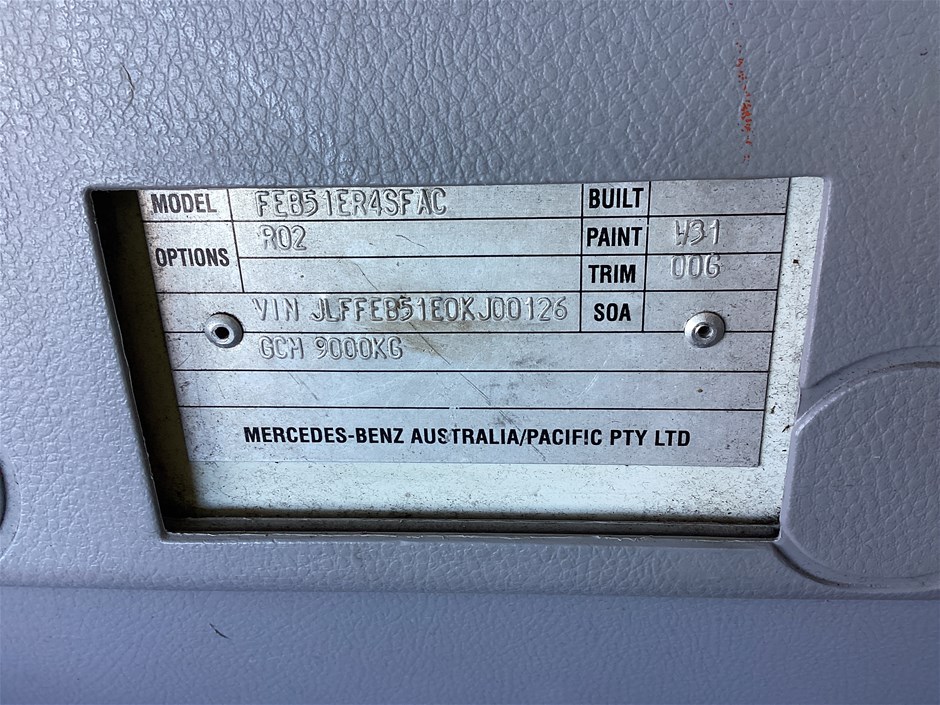 MODEL FEB51ER4SFAC BUILT
OPTIONS R02 PAINT W31
TRIM 006
VIN JLFFEB51E0KJ00126 SOA
GCM 9000KG
MERCEDES-BENZ AUSTRALIA/PACIFIC PTY LTD